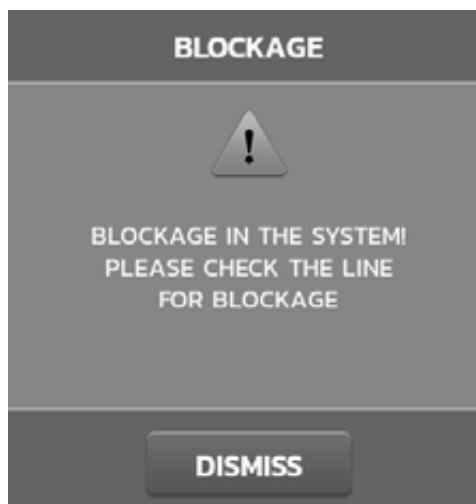 BLOCKAGE
!
BLOCKAGE IN THE SYSTEM!
PLEASE CHECK THE LINE
FOR BLOCKAGE
DISMISS